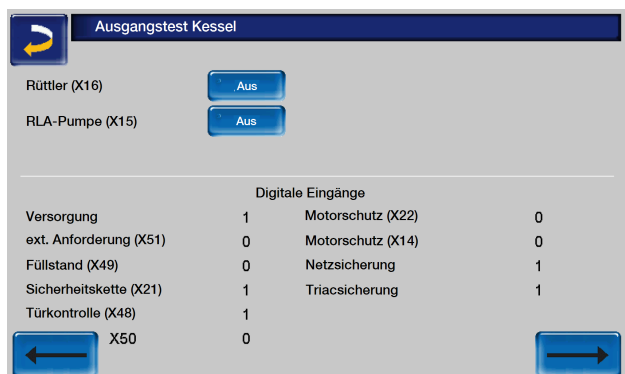 Ausgangstest Kessel
Rüttler (X16) Aus
RLA-Pumpe (X15) Aus
Digitale Eingänge
Versorgung 1 Motorschutz (X22) 0
ext. Anforderung (X51) 0 Motorschutz (X14) 0
Füllstand (X49) 0 Netzsicherung 1
Sicherheitskette (X21) 1 Triacsicherung 1
Türkontrolle (X48) 1
X50 0